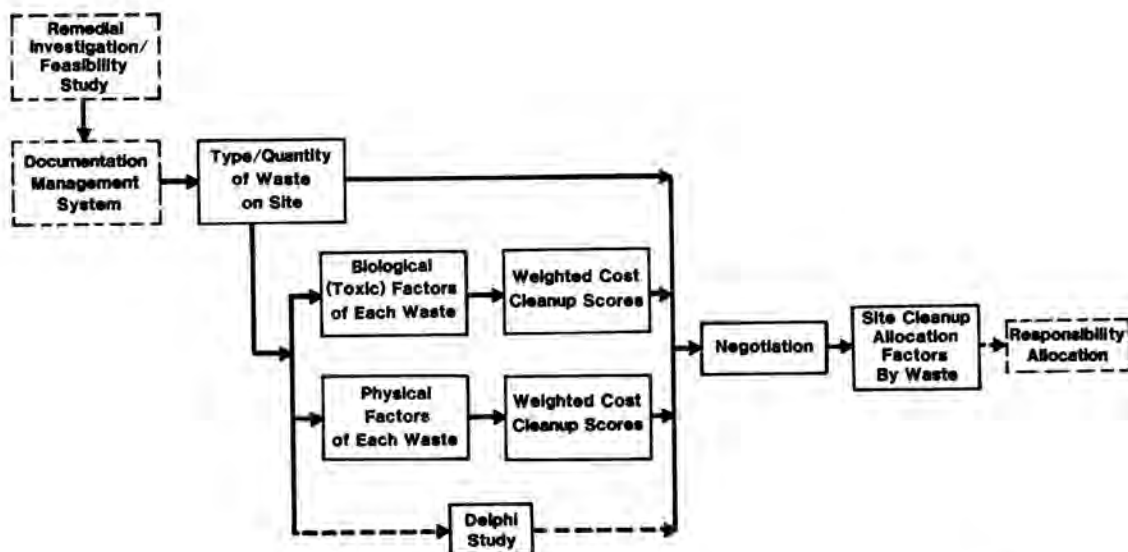 Remedial
Investigation/
Feasibility
Study
Documentation
Management
System
Type/Quantity
of Waste
on Site
Biological
(Toxic) Factors
of Each Waste
Weighted Cost
Cleanup Scores
Physical
Factors
of Each Waste
Weighted Cost
Cleanup Scores
Delphi
Study
Negotiation
Site Cleanup
Allocation
Factors
By Waste
Responsibility
Allocation